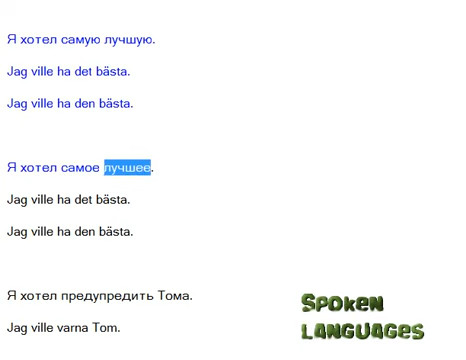 Я хотел самую лучшую.
Jag ville ha det bästa.
Jag ville ha den bästa.
Я хотел самое лучшее.
Jag ville ha det bästa.
Jag ville ha den bästa.
Я хотел предупредить Тома.
Jag ville varna Tom.
SPOKEN
LANGUAGES